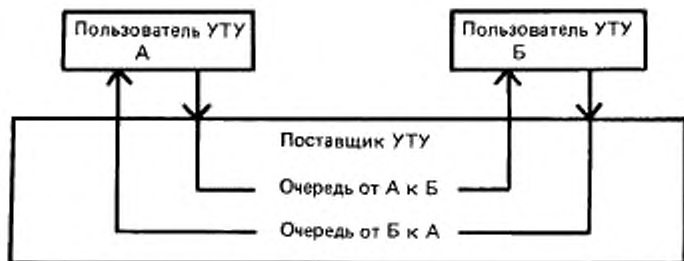 Пользователь УТУ
А
Пользователь УТУ
Б
Поставщик УТУ
Очередь от А к Б
Очередь от Б к А